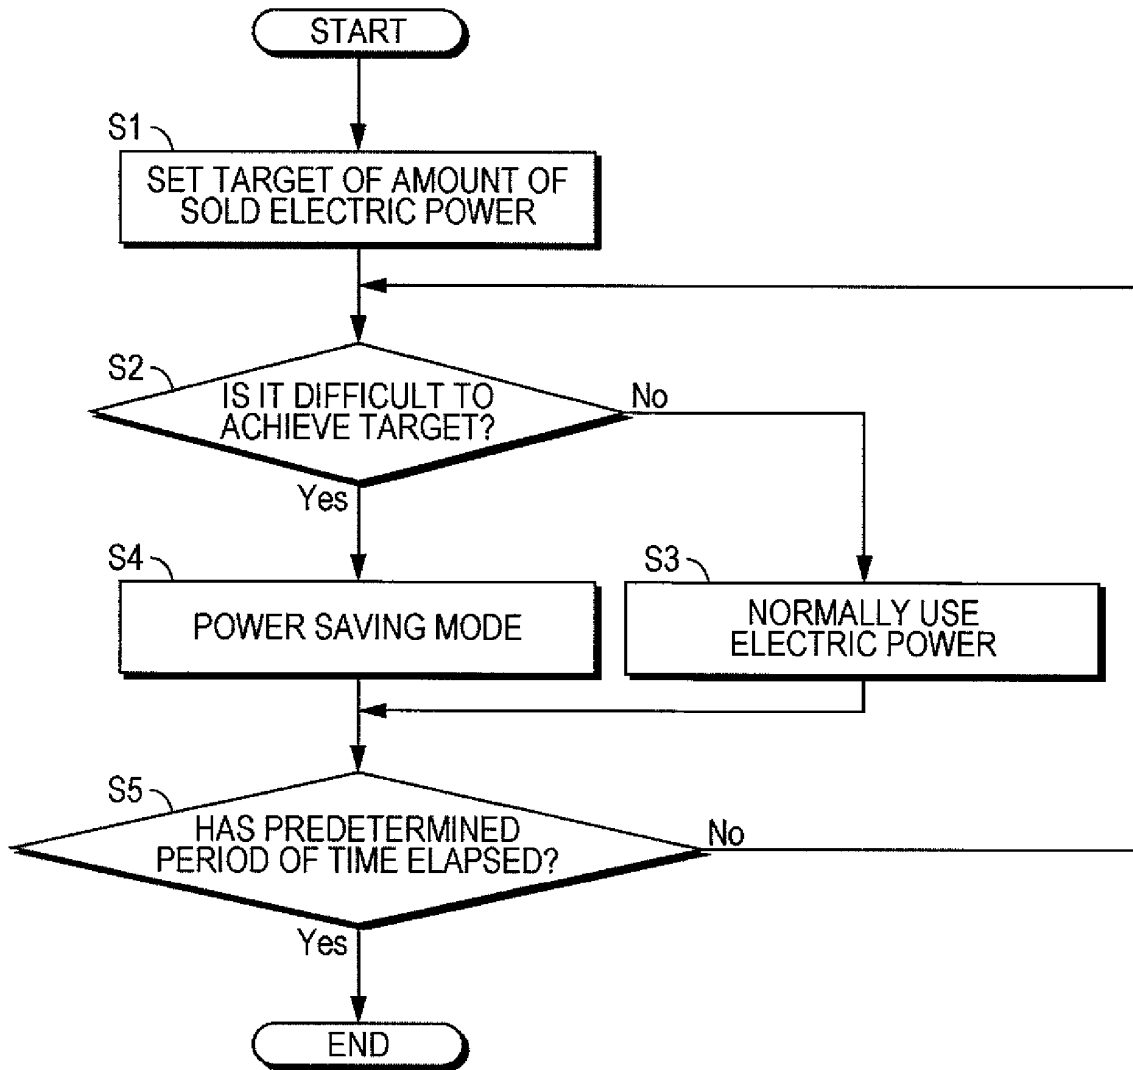 START
S1
SET TARGET OF AMOUNT OF
SOLD ELECTRIC POWER
S2
IS IT DIFFICULT TO
ACHIEVE TARGET?
No
Yes
S4
POWER SAVING MODE
S3
NORMALLY USE
ELECTRIC POWER
S5
HAS PREDETERMINED
PERIOD OF TIME ELAPSED?
No
Yes
END